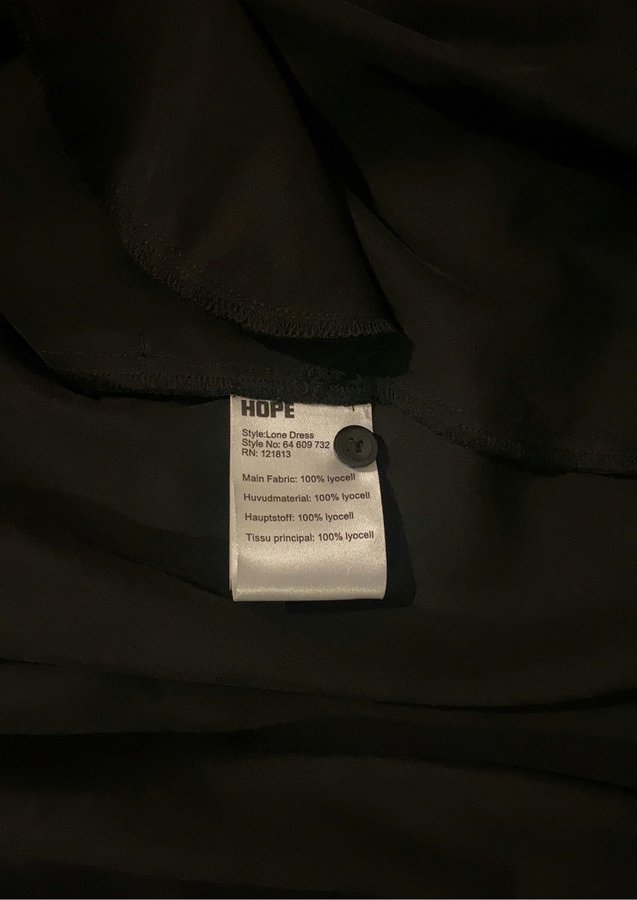 HOPE
Style:Lone Dress
Style No: 64 609 732
RN: 121813
Main Fabric: 100% lyocell
Huvudmaterial: 100% lyocell
Hauptstoff: 100% lyocell
Tissu principal: 100% lyocell